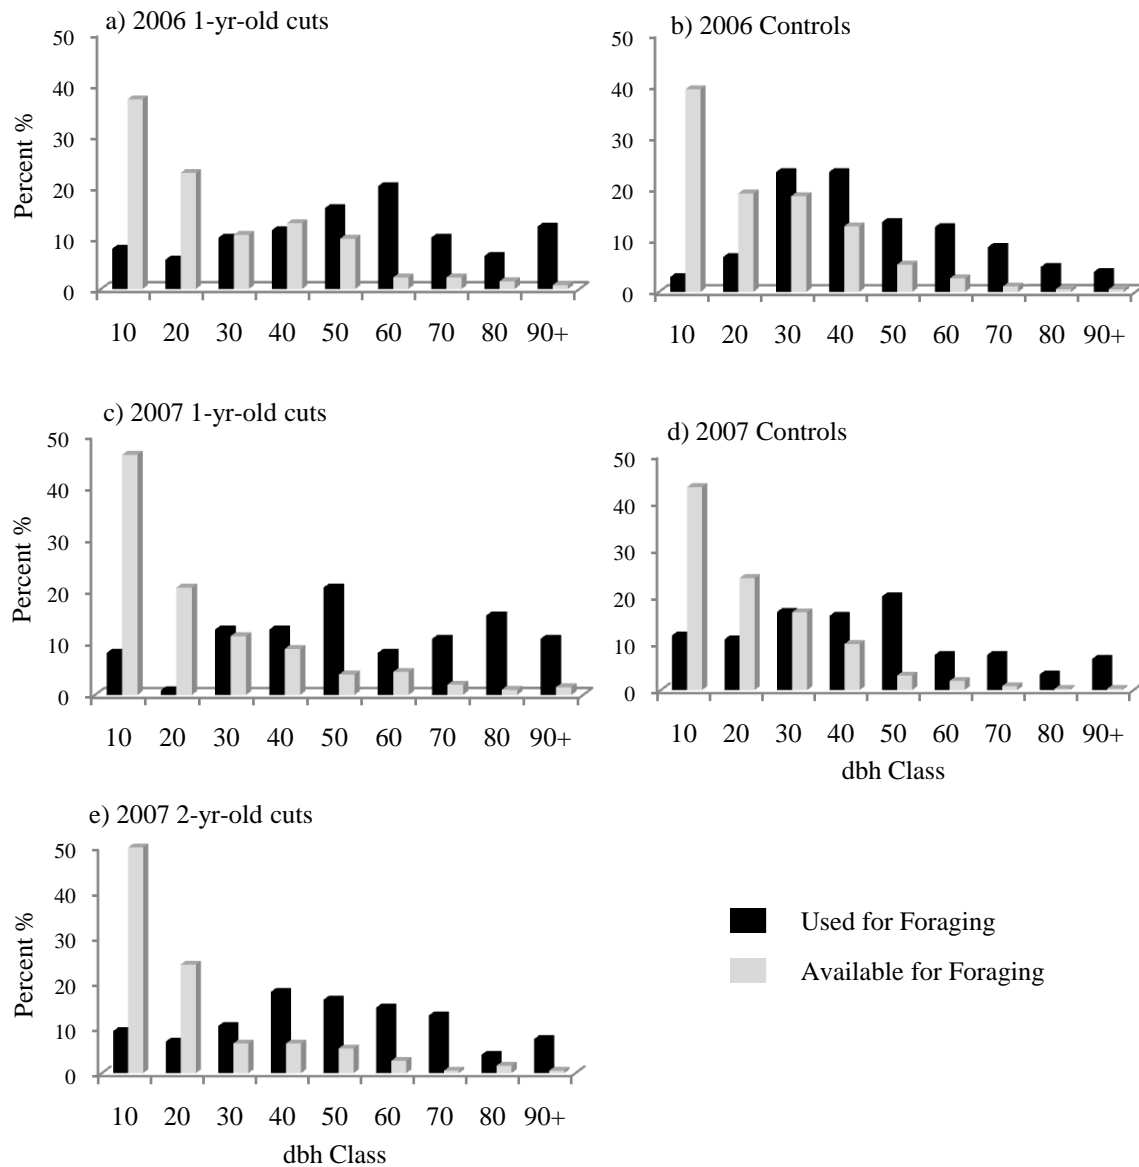 a) 2006 1-yr-old cuts
50
40
30
20
10
0
Percent %
10 20 30 40 50 60 70 80 90+
b) 2006 Controls
50
40
30
20
10
0
10 20 30 40 50 60 70 80 90+
c) 2007 1-yr-old cuts
50
40
30
20
10
0
Percent %
10 20 30 40 50 60 70 80 90+
d) 2007 Controls
50
40
30
20
10
0
10 20 30 40 50 60 70 80 90+
dbh Class
e) 2007 2-yr-old cuts
50
40
30
20
10
0
Percent %
10 20 30 40 50 60 70 80 90+
dbh Class
Used for Foraging
Available for Foraging